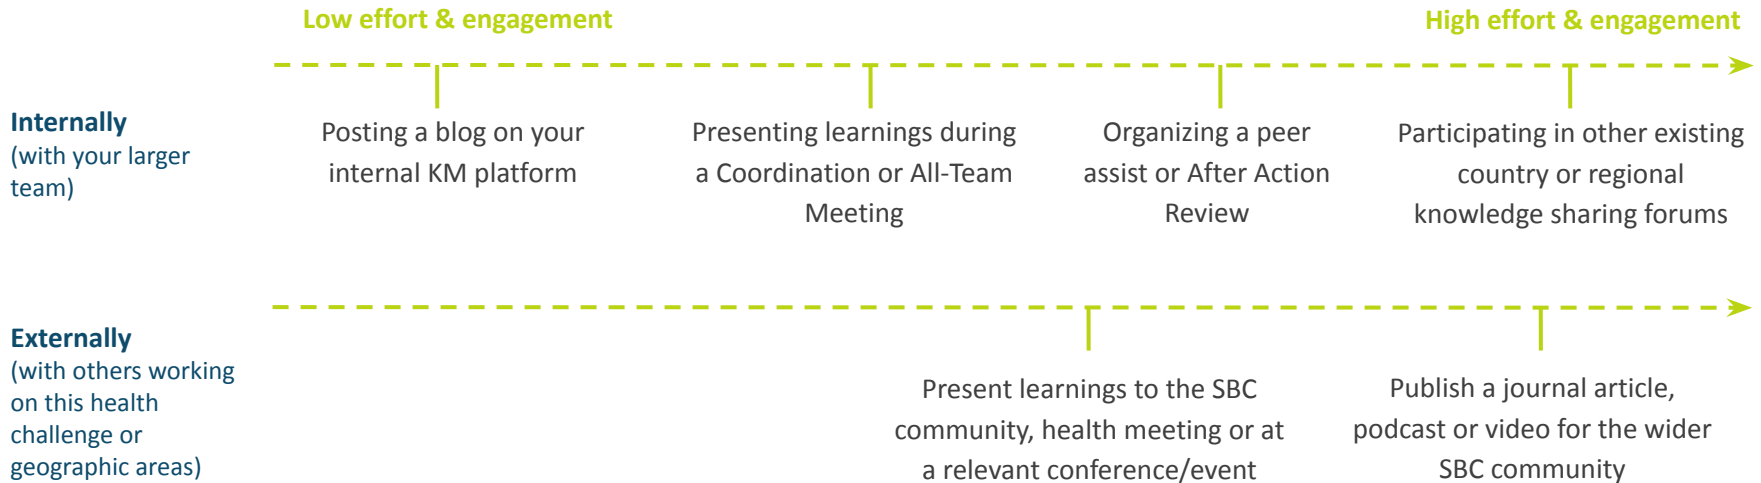 Low effort & engagement
High effort & engagement
Internally
(with your larger
team)
Posting a blog on your
internal KM platform
Presenting learnings during
a Coordination or All-Team
Meeting
Organizing a peer
assist or After Action
Review
Participating in other existing
country or regional
knowledge sharing forums
Externally
(with others working
on this health
challenge or
geographic areas)
Present learnings to the SBC
community, health meeting or at
a relevant conference/event
Publish a journal article,
podcast or video for the wider
SBC community